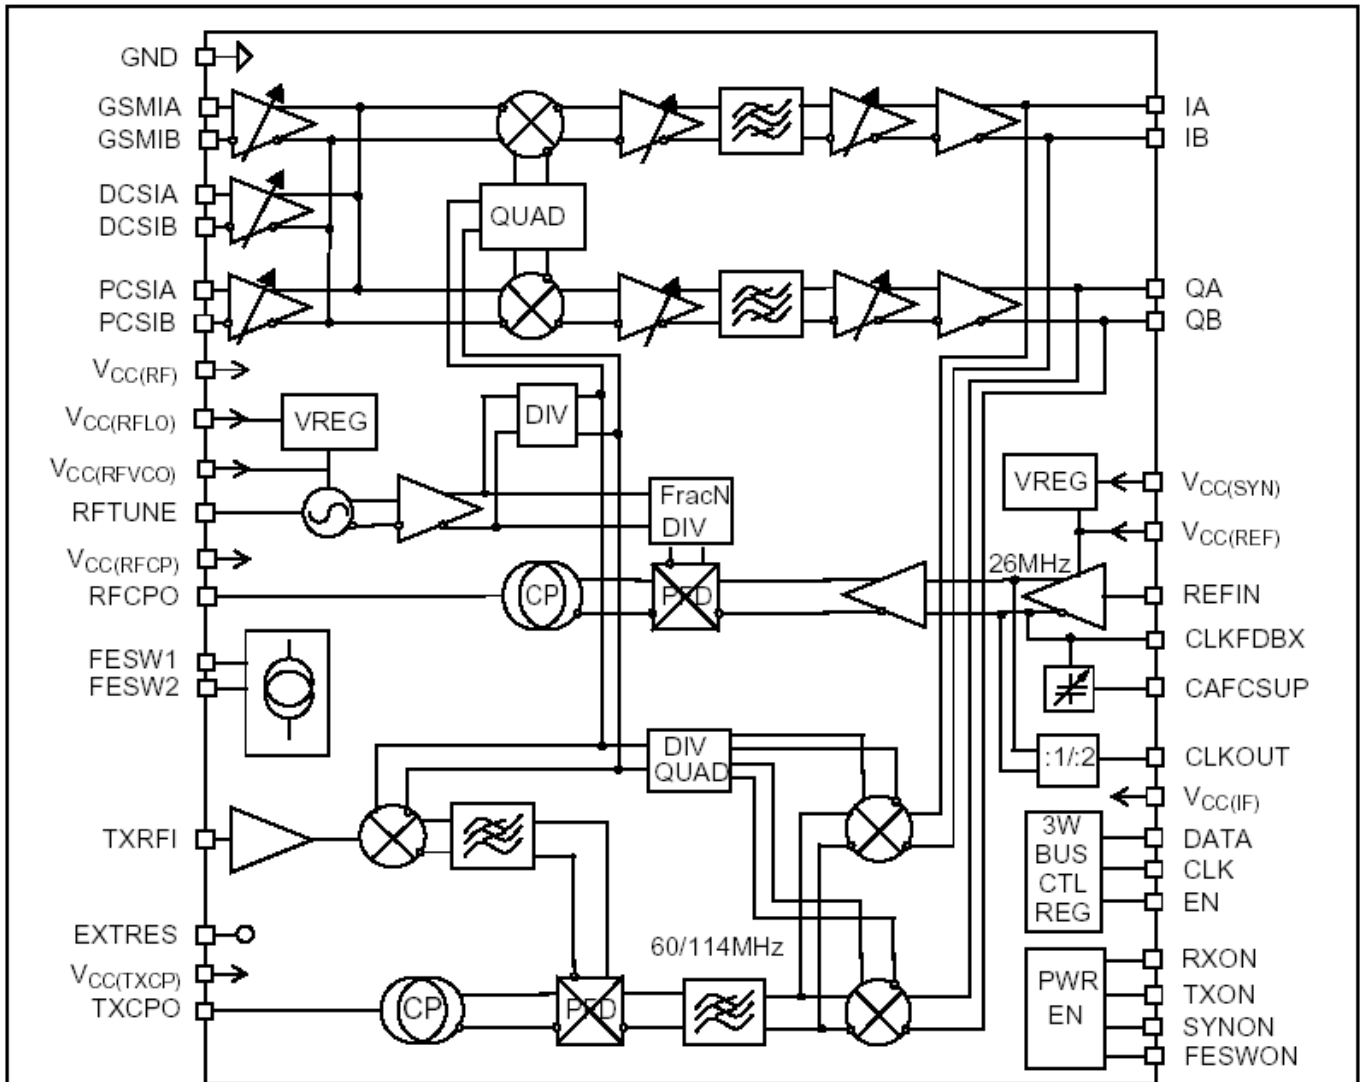 GND
GSMIA
GSMIB
DCSIA
DCSIB
PCSIA
PCSIB
VCC(RF)
VCC(RFLO)
VCC(RFVCO)
RFTUNE
VCC(RFCP)
RFCPO
FESW1
FESW2
TXRFI
EXTRES
VCC(TXCP)
TXCPO
QUAD
VREG
DIV
FracN
DIV
CP
PFD
DIV
QUAD
60/114MHz
CP
PFD
VREG
26MHz
:1/:2
3W
BUS
CTL
REG
PWR
EN
IA
IB
QA
QB
VCC(SYN)
VCC(REF)
REFIN
CLKFDBX
CAFCSUP
CLKOUT
VCC(IF)
DATA
CLK
EN
RXON
TXON
SYNON
FESWON